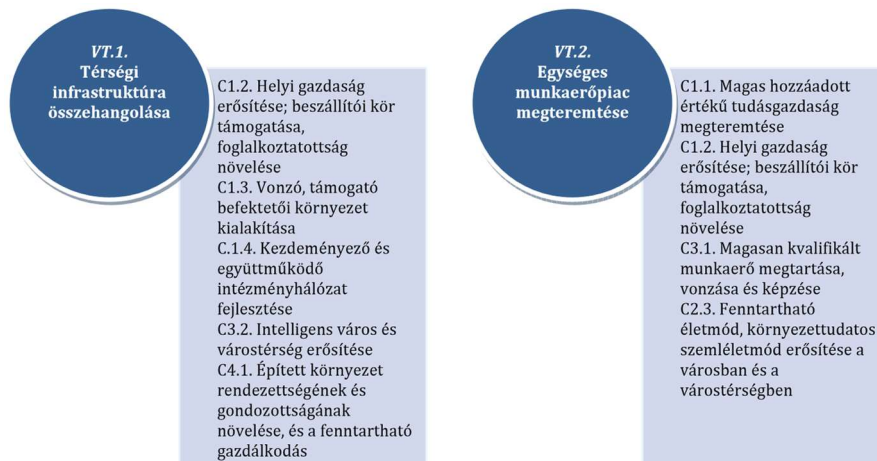 VT.1.
Térségi
infrastruktúra
összehangolása
C1.2. Helyi gazdaság
erősítése; beszállítói kör
támogatása,
foglalkoztatottság
növelése
C1.3. Vonzó, támogató
befektetői környezet
kialakítása
C.1.4. Kezdeményező és
együttműködő
intézményhálózat
fejlesztése
C3.2. Intelligens város és
várostérség erősítése
C4.1. Épített környezet
rendezettségének és
gondozottságának
növelése, és a fenntartható
gazdálkodás
VT.2.
Egységes
munkaerőpiac
megteremtése
C1.1. Magas hozzáadott
értékű tudásgazdaság
megteremtése
C1.2. Helyi gazdaság
erősítése; beszállítói kör
támogatása,
foglalkoztatottság
növelése
C3.1. Magasan kvalifikált
munkaerő megtartása,
vonzása és képzése
C2.3. Fenntartható
életmód, környezettudatos
szemléletmód erősítése a
városban és a
várostérségben